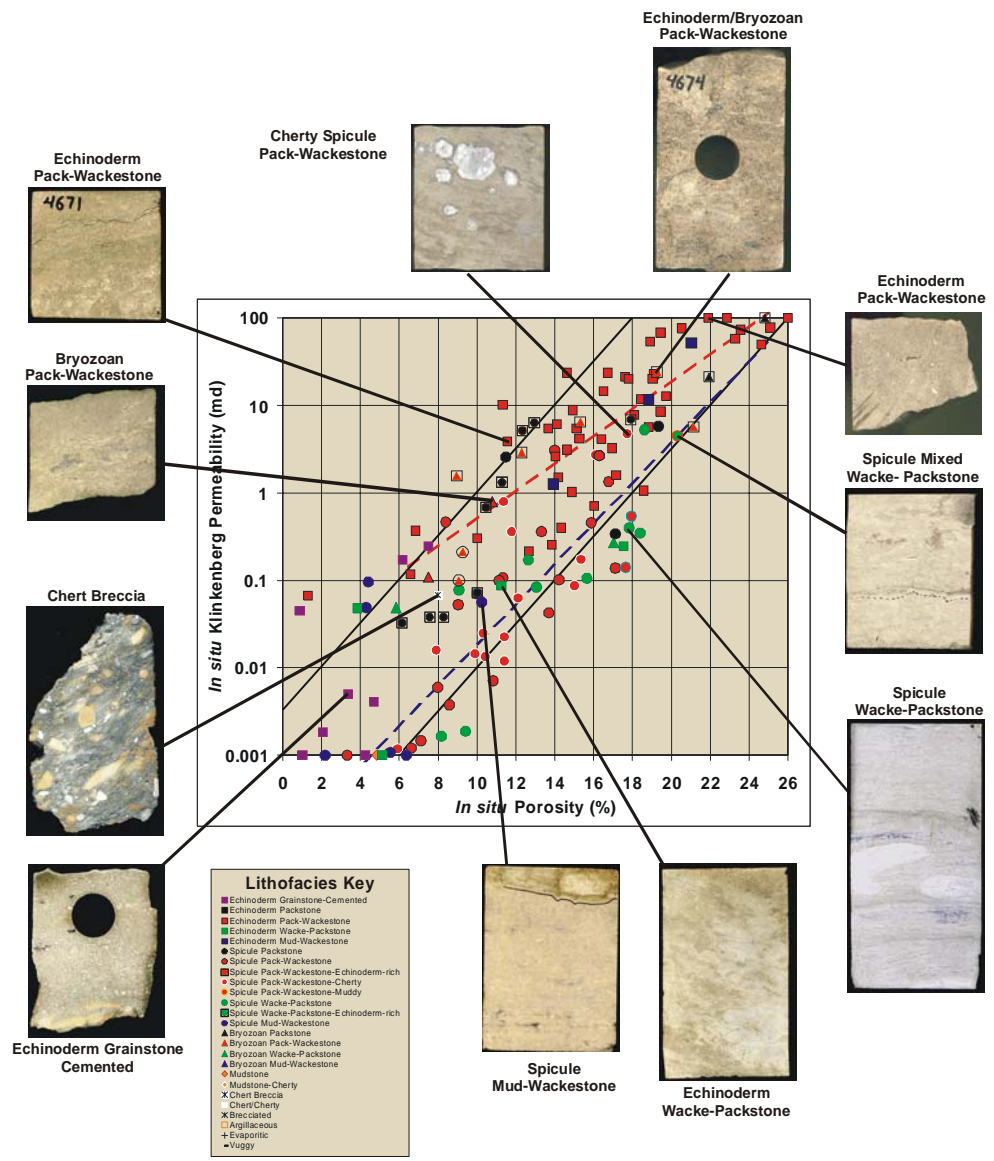 Echinoderm/Bryozoan
Pack-Wackestone
4674
Cherty Spicule
Pack-Wackestone
Echinoderm
Pack-Wackestone
4671
Echinoderm
Pack-Wackestone
Bryozoan
Pack-Wackestone
Spicule Mixed
Wacke- Packstone
Chert Breccia
Spicule
Wacke-Packstone
In situ Klinkenberg Permeability (md)
100
10
1
0.1
0.01
0.001
0 2 4 6 8 10 12 14 16 18 20 22 24 26
In situ Porosity (%)
Echinoderm Grainstone
Cemented
Lithofacies Key
Echinoderm Grainstone-Cemented
Echinoderm Packstone
Echinoderm Pack-Wackestone
Echinoderm Wacke-Packstone
Echinoderm Mud-Wackestone
Spicule Packstone
Spicule Pack-Wackestone
Spicule Pack-Wackestone-Echinoderm-rich
Spicule Pack-Wackestone-Cherty
Spicule Pack-Wackestone-Muddy
Spicule Wacke-Packstone
Spicule Wacke-Packstone-Echinoderm-rich
Spicule Mud-Wackestone
Bryozoan Packstone
Bryozoan Pack-Wackestone
Bryozoan Wacke-Packstone
Bryozoan Mud-Wackestone
Mudstone
Mudstone-Cherty
Chert Breccia
Chert/Cherty
Brecciated
Argillaceous
Evaporitic
Vuggy
Spicule
Mud-Wackestone
Echinoderm
Wacke-Packstone